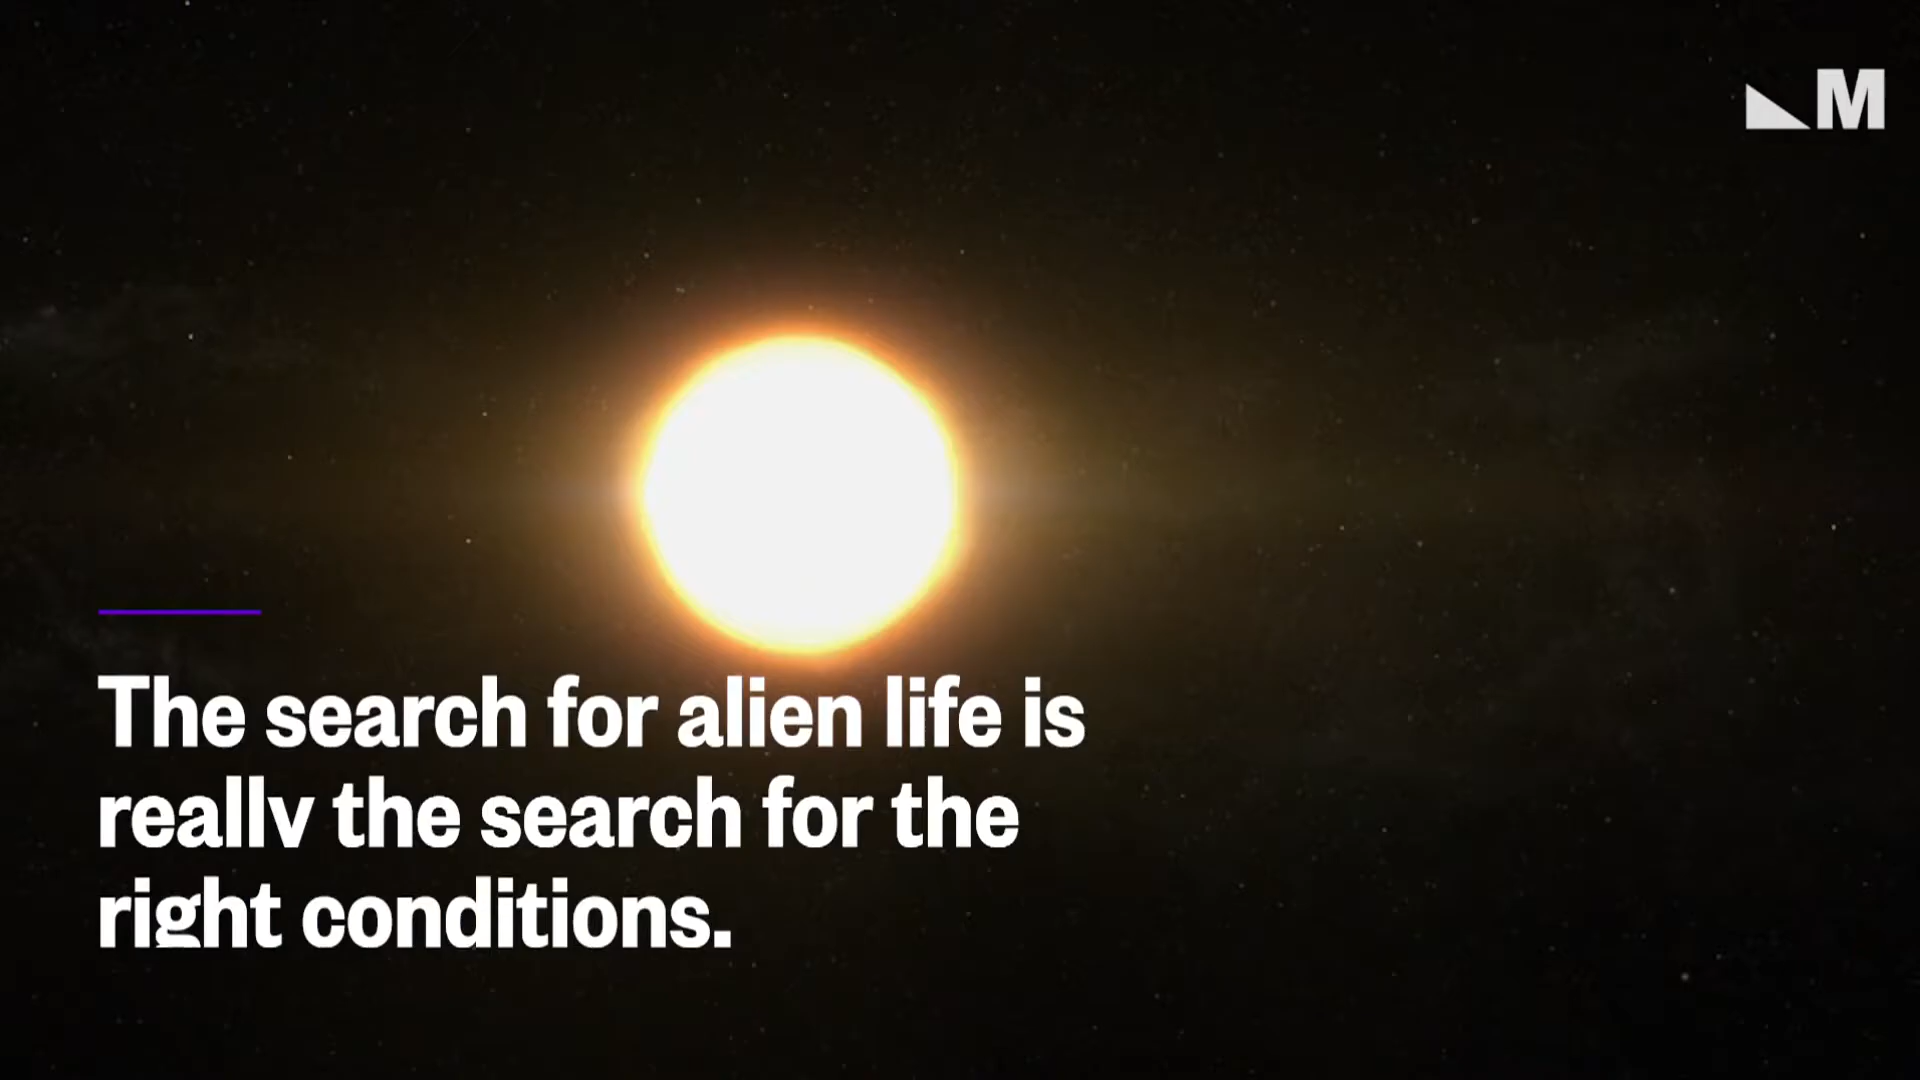 M
The search for alien life is
really the search for the
right conditions.